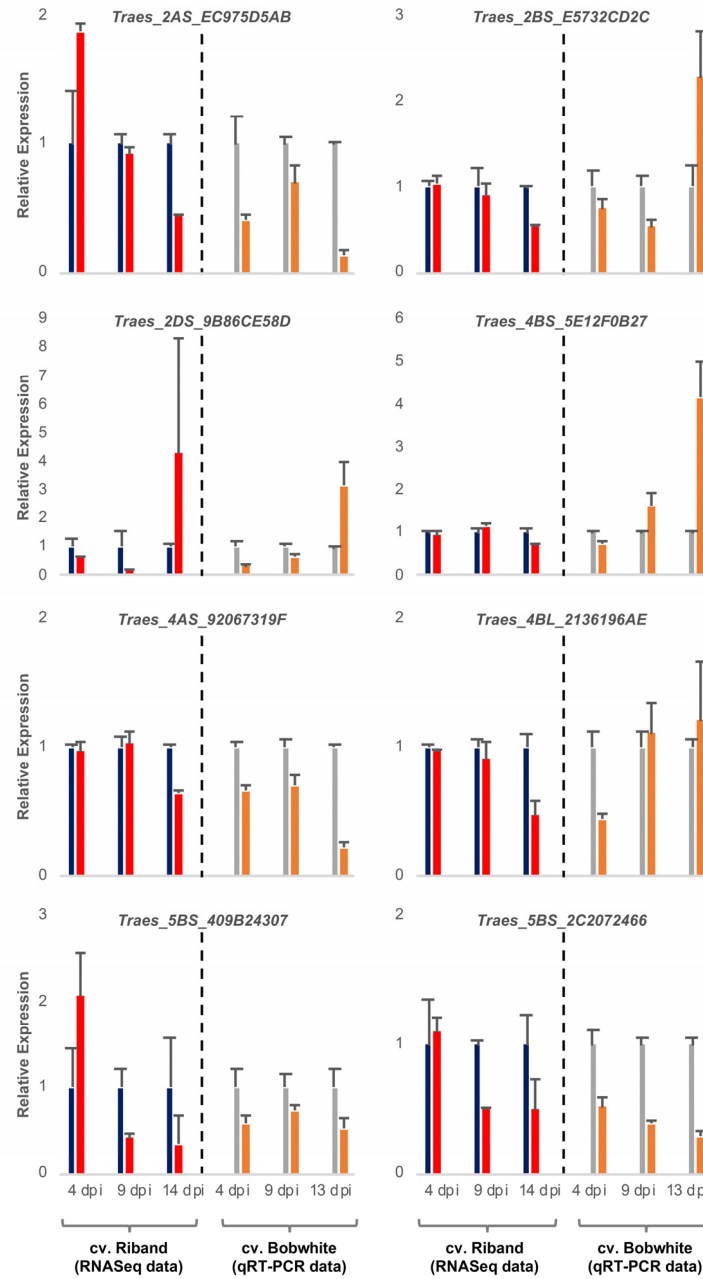 Traes_2AS_EC975D5AB
2
1
0
Relative Expression
Traes_2BS_E5732CD2C
3
2
1
0
Traes_2DS_9B86CE58D
9
8
7
6
5
4
3
2
1
0
Relative Expression
Traes_4BS_5E12F0B27
6
5
4
3
2
1
0
Traes_4AS_92067319F
2
1
0
Relative Expression
Traes_4BL_2136196AE
2
1
0
Traes_5BS_409B24307
3
2
1
0
Relative Expression
4 dpi 9 dpi 14 dpi 4 dpi 9 dpi 13 dpi
cv. Riband
(RNASeq data)
cv. Bobwhite
(qRT-PCR data)
Traes_5BS_2C2072466
2
1
0
4 dpi 9 dpi 14 dpi 4 dpi 9 dpi 13 dpi
cv. Riband
(RNASeq data)
cv. Bobwhite
(qRT-PCR data)